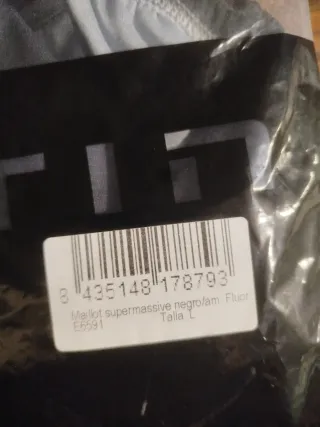 8 435148 178793
Maillot supermassive negro/am. Fluor
E6591 Talla L